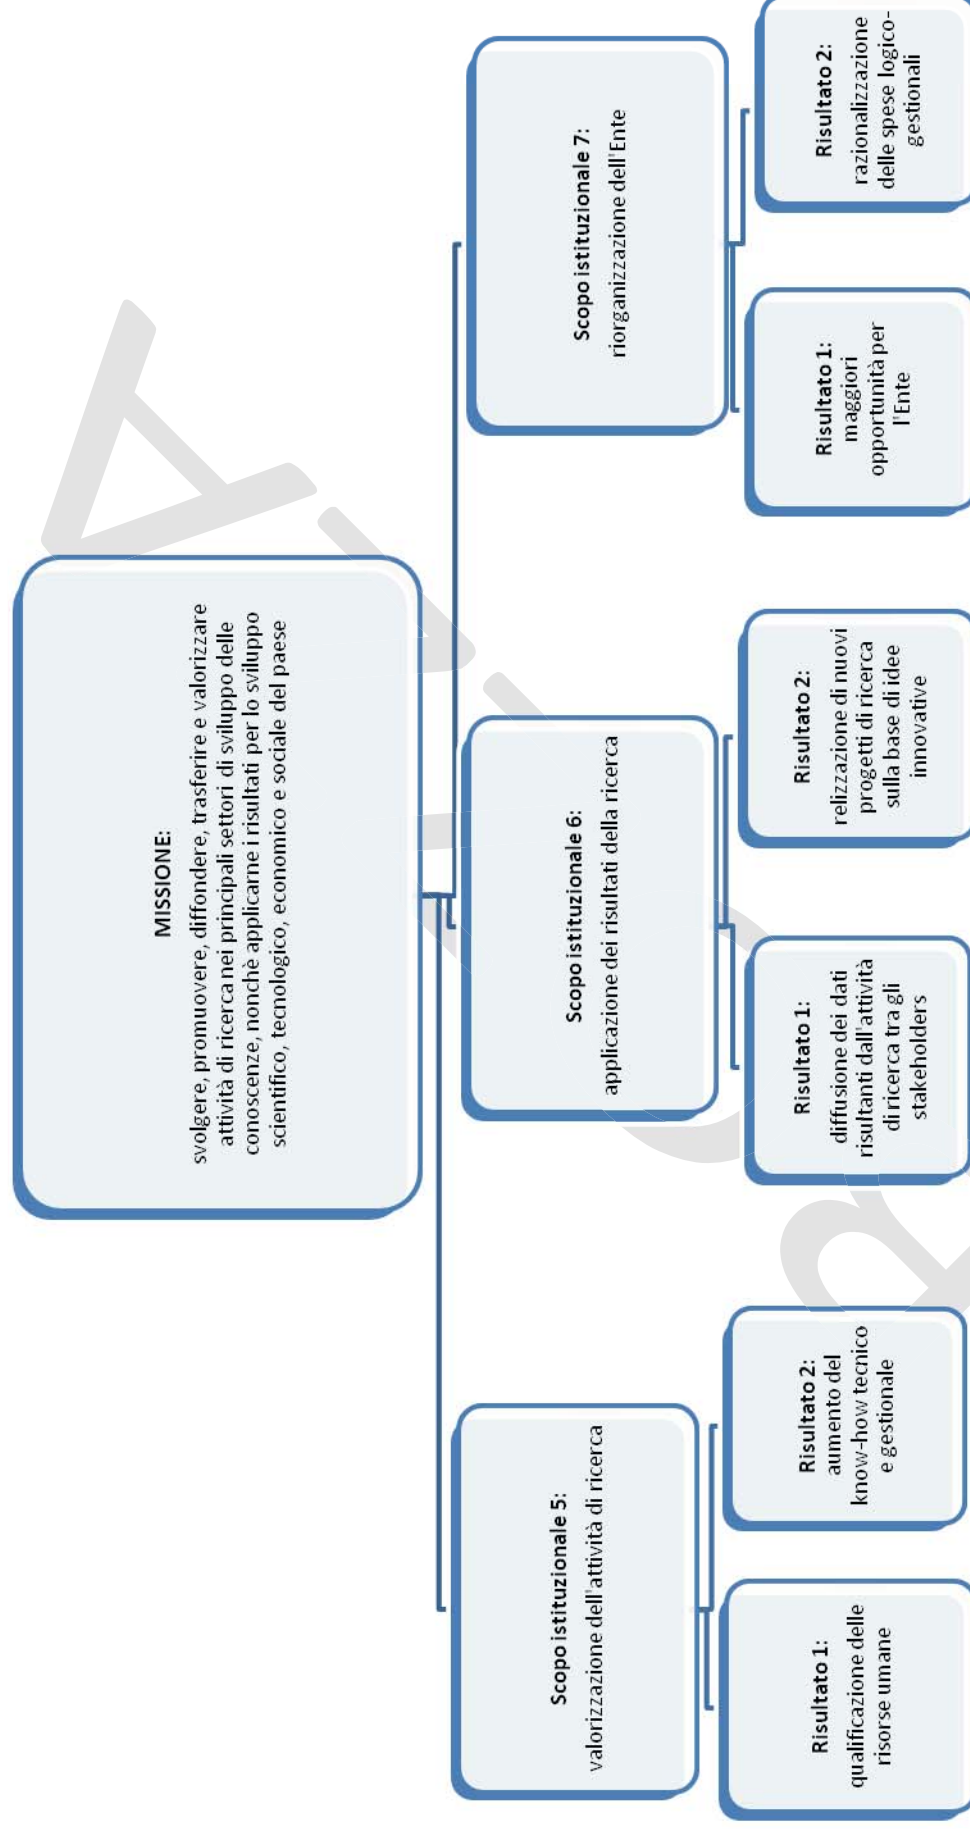 MISSIONE:
svolgere, promuovere, diffondere, trasferire e valorizzare
attività di ricerca nei principali settori di sviluppo delle
conoscenze, nonchè applicarne i risultati per lo sviluppo
scientifico, tecnologico, economico e sociale del paese
Scopo istituzionale 5:
valorizzazione dell'attività di ricerca
Scopo istituzionale 6:
applicazione dei risultati della ricerca
Scopo istituzionale 7:
riorganizzazione dell'Ente
Risultato 1:
qualificazione delle
risorse umane
Risultato 2:
aumento del
know-how tecnico
e gestionale
Risultato 1:
diffusione dei dati
risultanti dall'attività
di ricerca tra gli
stakeholders
Risultato 2:
relizzazione di nuovi
progetti di ricerca
sulla base di idee
innovative
Risultato 1:
maggiori
opportunità per
l'Ente
Risultato 2:
razionalizzazione
delle spese logico-
gestionali